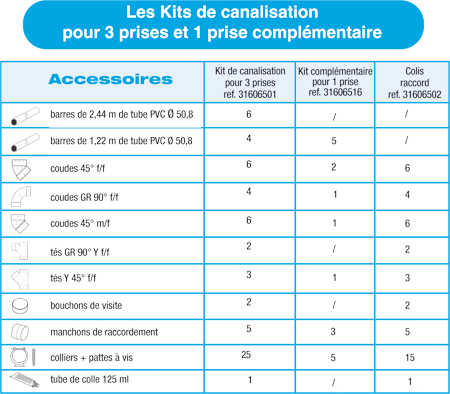 Les Kits de canalisation
pour 3 prises et 1 prise complémentaire
Accessoires
Kit de canalisation
pour 3 prises
ref. 31606501
Kit complémentaire
pour 1 prise
ref. 31606516
Colis
raccord
ref. 31606502
barres de 2,44 m de tube PVC Ø 50,8 6 / /
barres de 1,22 m de tube PVC Ø 50,8 4 5 /
coudes 45° f/f 6 2 6
coudes GR 90° f/f 4 1 4
coudes 45° m/f 6 1 6
tés GR 90° Y f/f 2 / 2
tés Y 45° f/f 3 1 3
bouchons de visite 2 / 2
manchons de raccordement 5 3 5
colliers + pattes à vis 25 5 15
tube de colle 125 ml 1 / 1